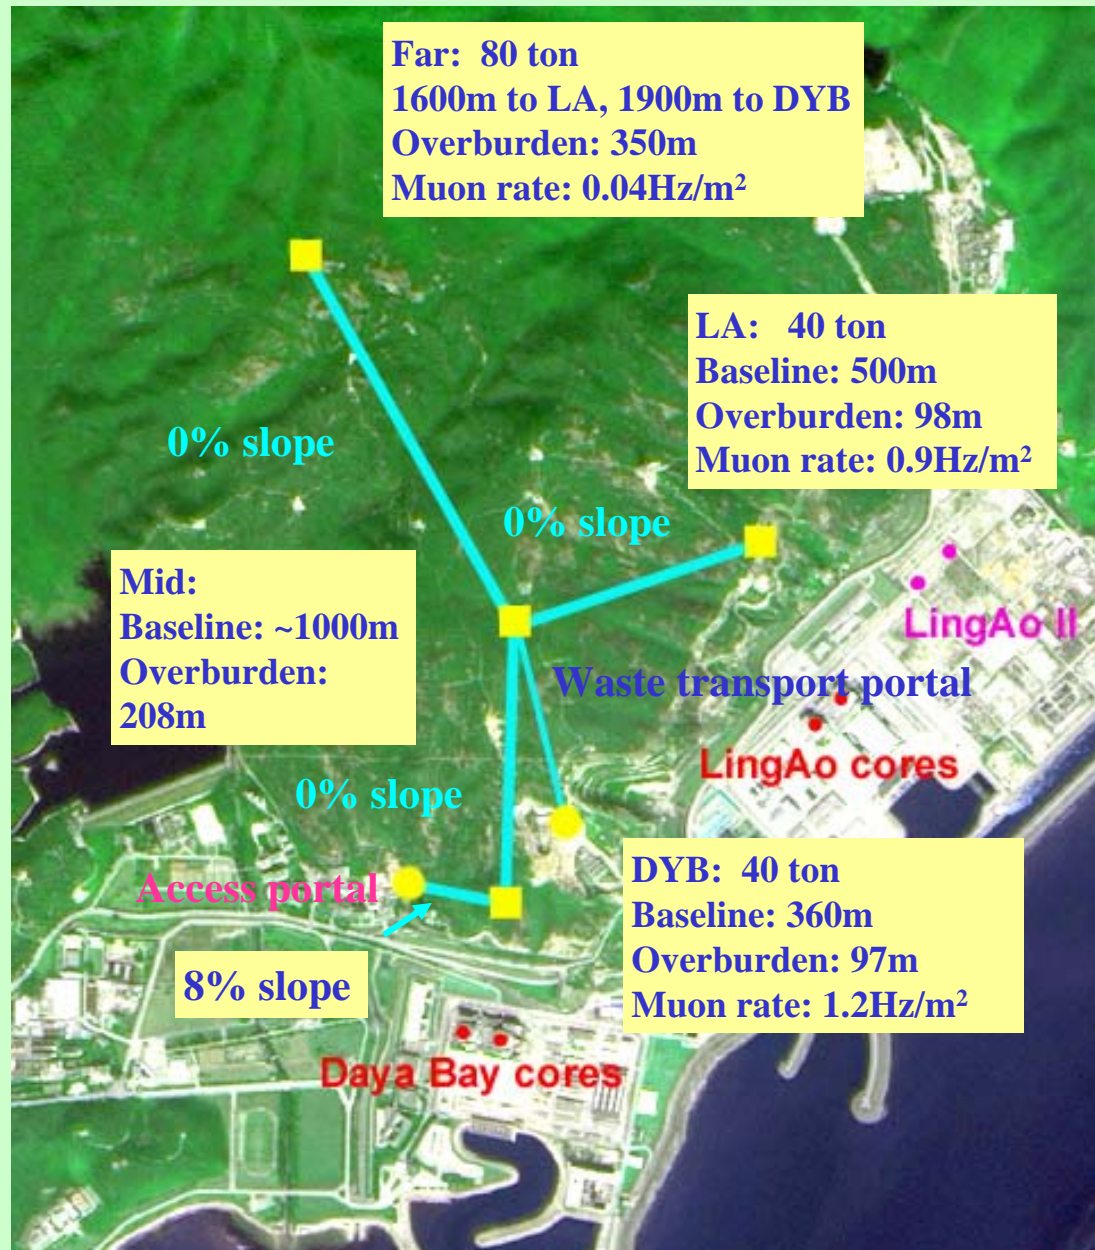 Far: 80 ton
1600m to LA, 1900m to DYB
Overburden: 350m
Muon rate: 0.04Hz/m²
LA: 40 ton
Baseline: 500m
Overburden: 98m
Muon rate: 0.9Hz/m²
0% slope
0% slope
Mid:
Baseline: ~1000m
Overburden:
208m
LingAo II
Waste transport portal
LingAo cores
0% slope
DYB: 40 ton
Baseline: 360m
Overburden: 97m
Muon rate: 1.2Hz/m²
Access portal
8% slope
Daya Bay cores